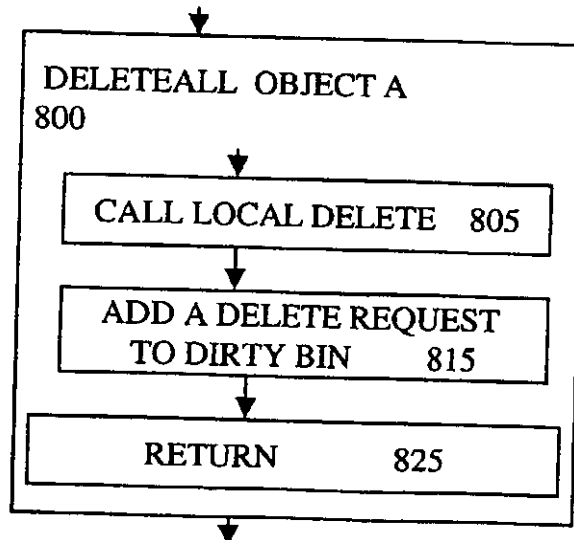 DELETEALL OBJECT A
800
CALL LOCAL DELETE 805
ADD A DELETE REQUEST
TO DIRTY BIN 815
RETURN 825